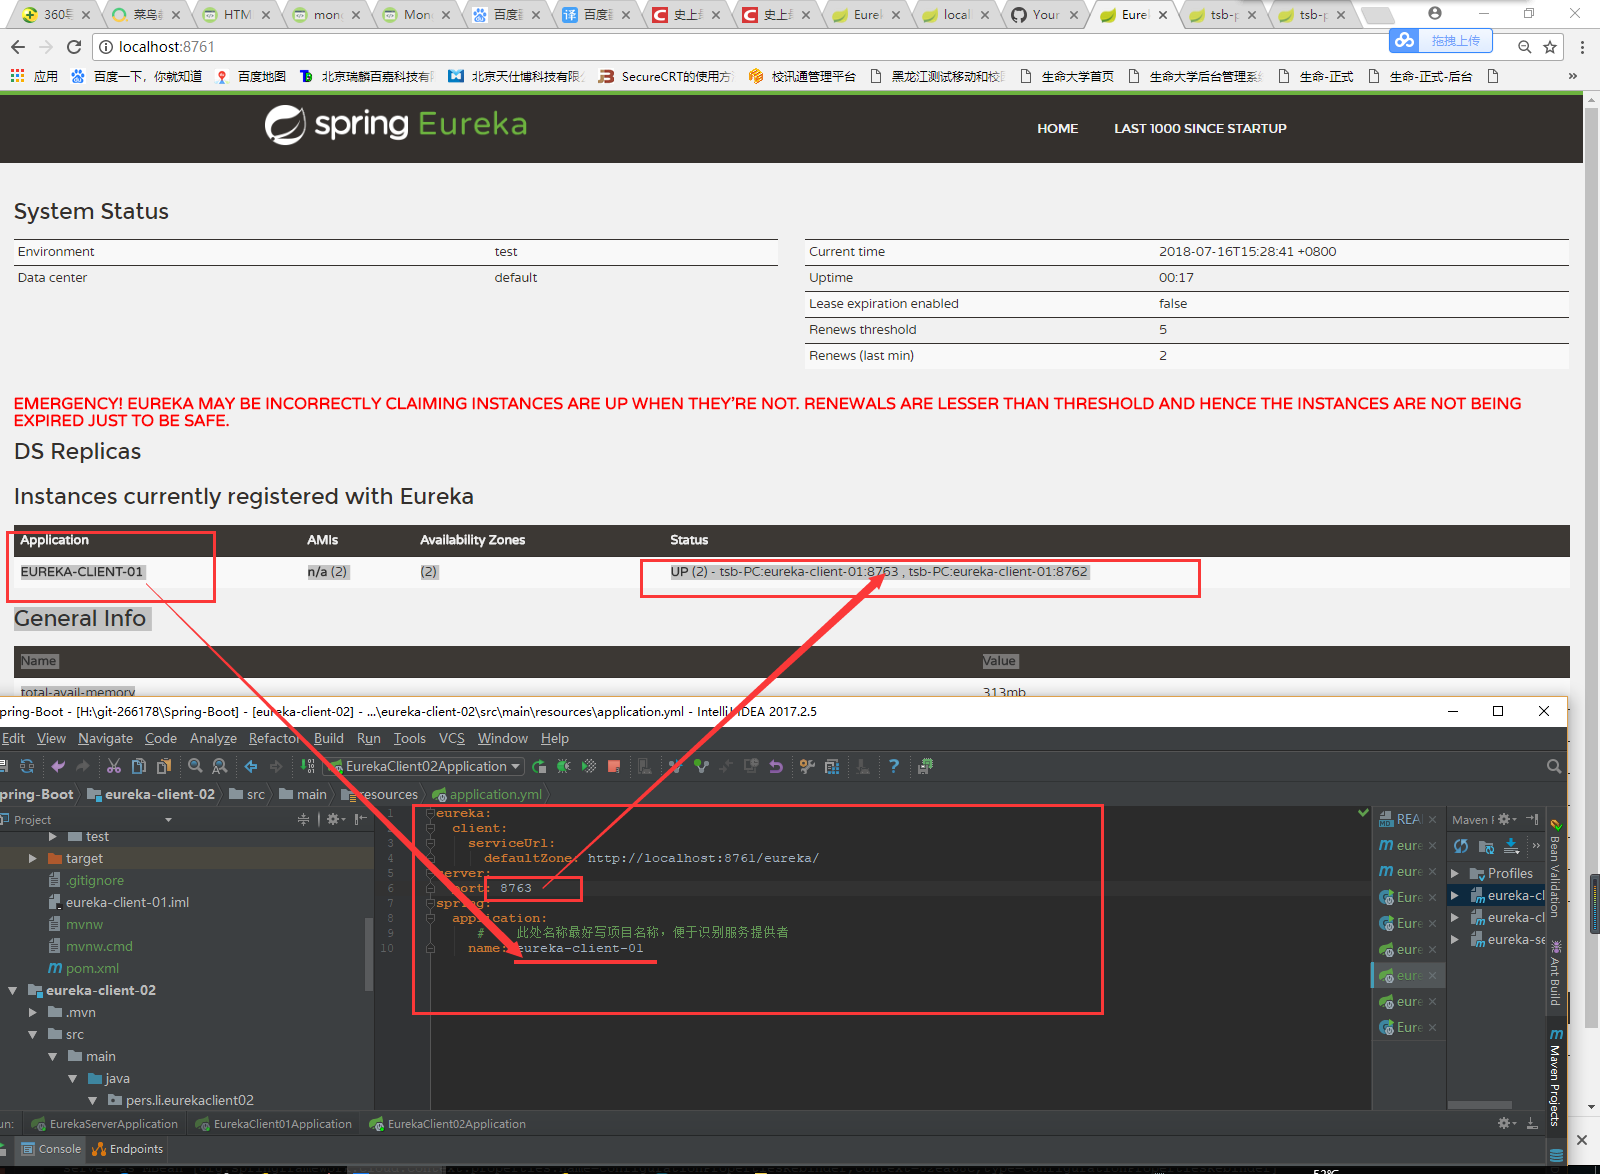 360导
菜鸟
HTM
mon
Mon
百度
百度
史上
史上
Eurel
local
Your
Eurel
tsb-p
tsb-p
localhost:8761
拖拽上传
应用
百度一下，你就知道
百度地图
北京瑞麟百嘉科技有
北京天仕博科技有限
SecureCRT的使用方
校讯通管理平台
黑龙江测试移动和校
生命大学首页
生命大学后台管理系
生命-正式
生命-正式-后台
spring Eureka
HOME
LAST 1000 SINCE STARTUP
System Status
Environment test
Data center default
Current time 2018-07-16T15:28:41 +0800
Uptime 00:17
Lease expiration enabled false
Renews threshold 5
Renews (last min) 2
EMERGENCY! EUREKA MAY BE INCORRECTLY CLAIMING INSTANCES ARE UP WHEN THEY'RE NOT. RENEWALS ARE LESSER THAN THRESHOLD AND HENCE THE INSTANCES ARE NOT BEING
EXPIRED JUST TO BE SAFE.
DS Replicas
Instances currently registered with Eureka
Application AMIs Availability Zones Status
EUREKA-CLIENT-01 n/a (2) (2) UP (2) - tsb-PC:eureka-client-01:8763 , tsb-PC:eureka-client-01:8762
General Info
Name Value
total-avail-memory 313mb
pring-Boot - [H:\git-266178\Spring-Boot] - [eureka-client-02] - ...\eureka-client-02\src\main\resources\application.yml - IntelliJ IDEA 2017.2.5
Edit View Navigate Code Analyze Refactor Build Run Tools VCS Window Help
EurekaClient02Application
pring-Boot eureka-client-02 src main resources application.yml
Project
test
target
.gitignore
eureka-client-01.iml
mvnw
mvnw.cmd
pom.xml
eureka-client-02
.mvn
src
main
java
pers.li.eurekaclient02
1 eureka:
2 client:
3 serviceUrl:
4 defaultZone: http://localhost:8761/eureka/
5 server:
6 port: 8763
7 spring:
8 application:
9 # 此处名称最好写项目名称，便于识别服务提供者
10 name: eureka-client-01
REA
eure
eure
Eure
Eure
eure
eure
eure
Eure
Maven
Profiles
eureka-cl
eureka-cl
eureka-se
Bean Validation
Ant Build
Maven Projects
un:
EurekaServerApplication
EurekaClient01Application
EurekaClient02Application
Console
Endpoints